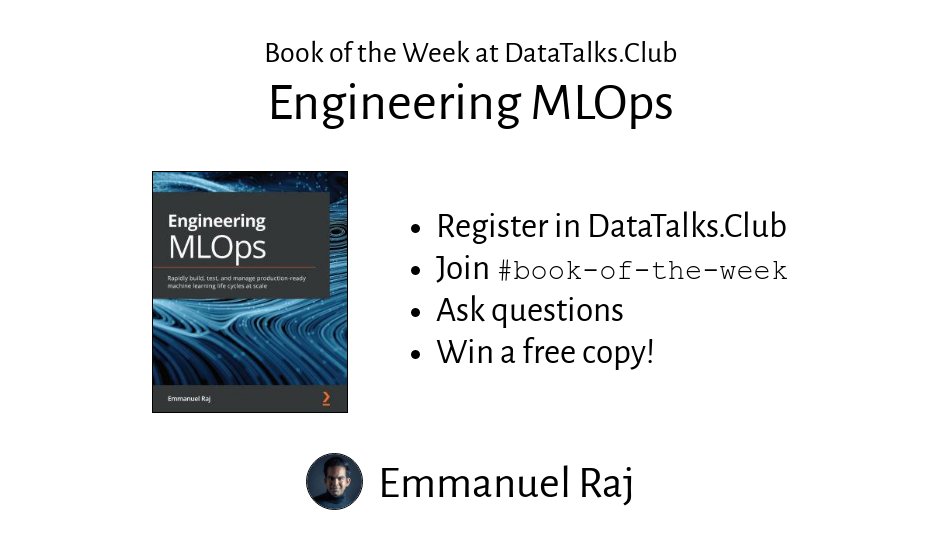 Book of the Week at DataTalks.Club
Engineering MLOps
Engineering
MLOps
Rapidly build, test, and manage production-ready
machine learning life cycles at scale
Emmanuel Raj
• Register in DataTalks.Club
• Join #book-of-the-week
• Ask questions
• Win a free copy!
Emmanuel Raj